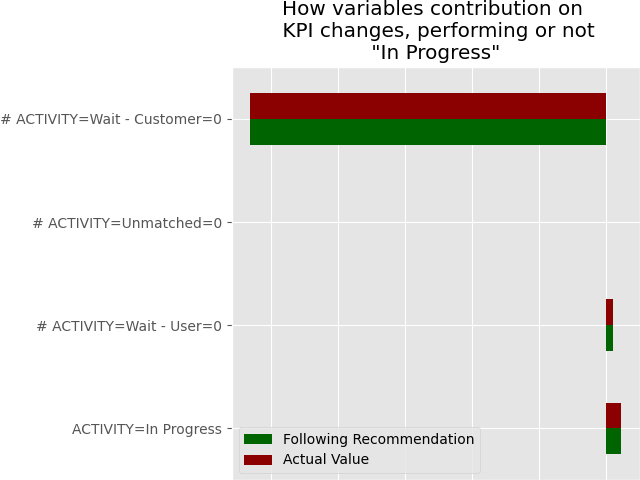 How variables contribution on
KPI changes, performing or not
"In Progress"
# ACTIVITY=Wait - Customer=0
# ACTIVITY=Unmatched=0
# ACTIVITY=Wait - User=0
ACTIVITY=In Progress
Following Recommendation
Actual Value